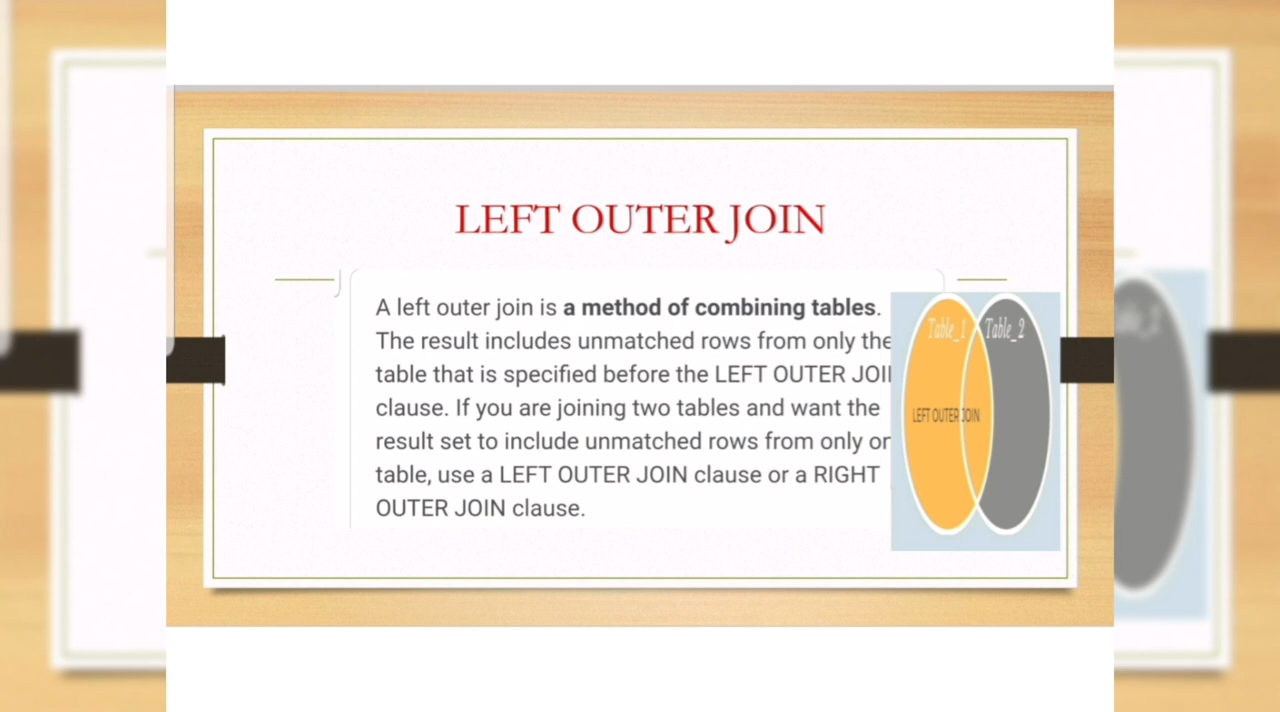 LEFT OUTER JOIN
A left outer join is a method of combining tables.
The result includes unmatched rows from only the
table that is specified before the LEFT OUTER
clause. If you are joining two tables and want the
result set to include unmatched rows from only
table, use a LEFT OUTER JOIN clause or a RIGHT
OUTER JOIN clause.
Table_1 Table_2
LEFT OUTER JOIN